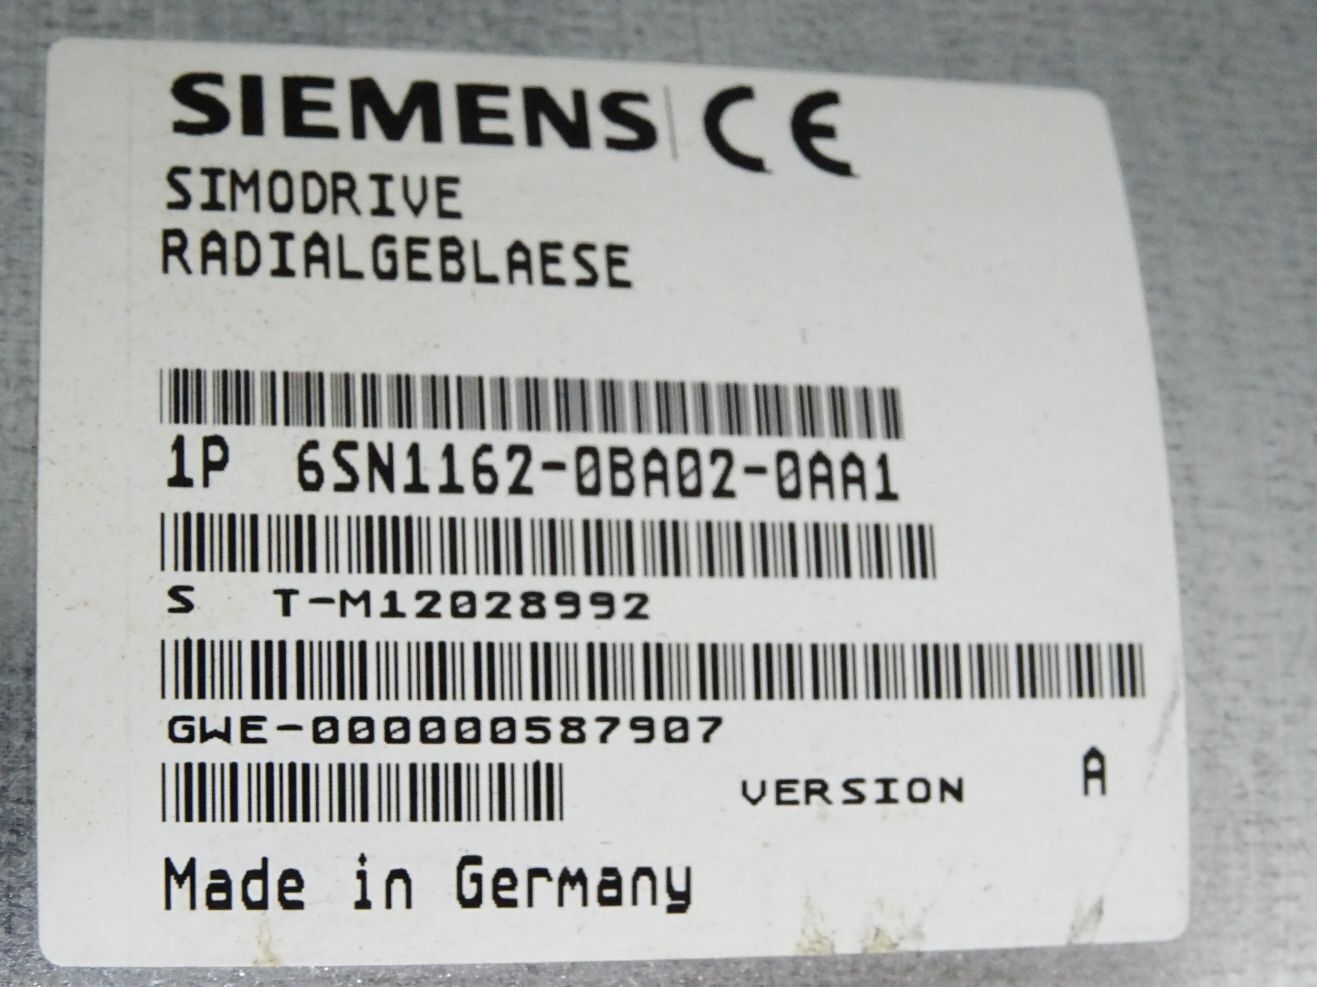 SIEMENS CE
SIMODRIVE
RADIALGEBLAESE
1P 6SN1162-0BA02-0AA1
S T-M12028992
GWE-000000587907
VERSION A
Made in Germany